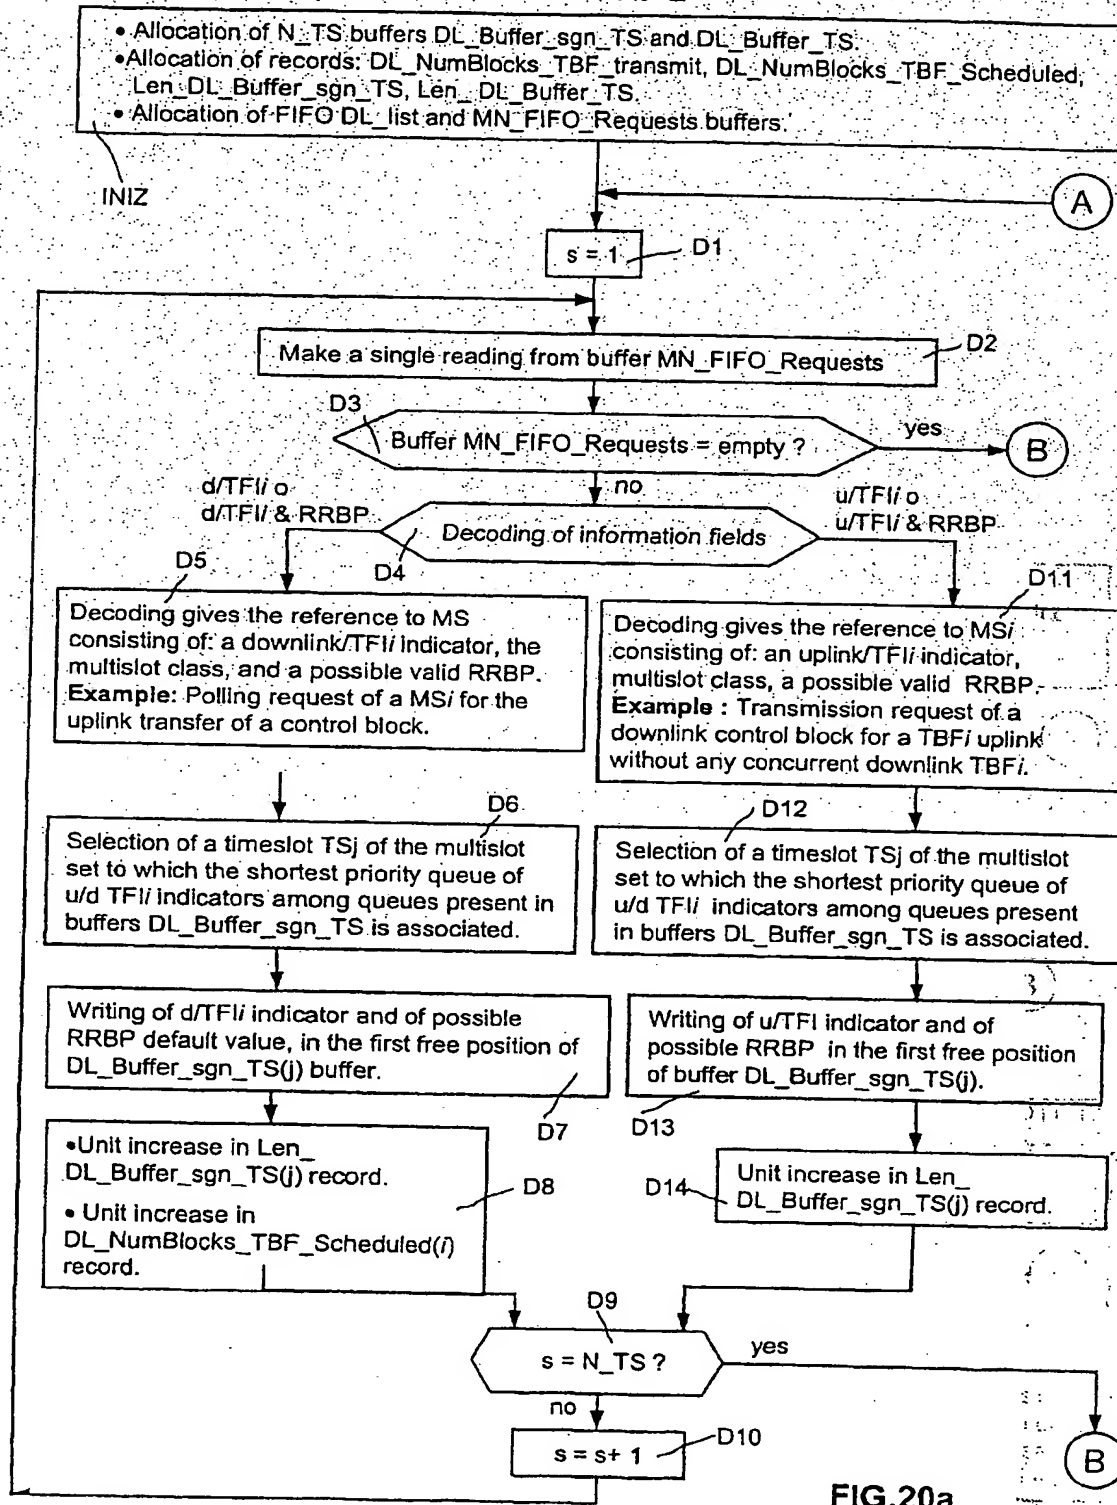 • Allocation of N_TS buffers DL_Buffer_sgn_TS and DL_Buffer_TS.
•Allocation of records: DL_NumBlocks_TBF_transmit, DL_NumBlocks_TBF_Scheduled,
Len_DL_Buffer_sgn_TS, Len_ DL_Buffer_TS.
• Allocation of FIFO DL_list and MN_FIFO_Requests buffers.
INIZ
A
s = 1
D1
Make a single reading from buffer MN_FIFO_Requests
D2
D3
Buffer MN_FIFO_Requests = empty ?
yes
B
no
d/TFIi o
d/TFIi & RRBP
Decoding of information fields
u/TFIi o
u/TFIi & RRBP
D4
D5
Decoding gives the reference to MS
consisting of: a downlink/TFIi indicator, the
multislot class, and a possible valid RRBP.
Example: Polling request of a MSi for the
uplink transfer of a control block.
D11
Decoding gives the reference to MSi
consisting of: an uplink/TFIi indicator,
multislot class, a possible valid RRBP.
Example : Transmission request of a
downlink control block for a TBFi uplink
without any concurrent downlink TBFi.
D6
Selection of a timeslot TSj of the multislot
set to which the shortest priority queue of
u/d TFIi indicators among queues present in
buffers DL_Buffer_sgn_TS is associated.
D12
Selection of a timeslot TSj of the multislot
set to which the shortest priority queue of
u/d TFIi indicators among queues present
in buffers DL_Buffer_sgn_TS is associated.
Writing of d/TFIi indicator and of possible
RRBP default value, in the first free position of
DL_Buffer_sgn_TS(j) buffer.
D7
Writing of u/TFI indicator and of
possible RRBP in the first free position
of buffer DL_Buffer_sgn_TS(j).
D13
•Unit increase in Len_
DL_Buffer_sgn_TS(j) record.
• Unit increase in
DL_NumBlocks_TBF_Scheduled(i)
record.
D8
D14
Unit increase in Len_
DL_Buffer_sgn_TS(j) record.
D9
s = N_TS ?
yes
no
s = s+ 1
D10
B
FIG.20a